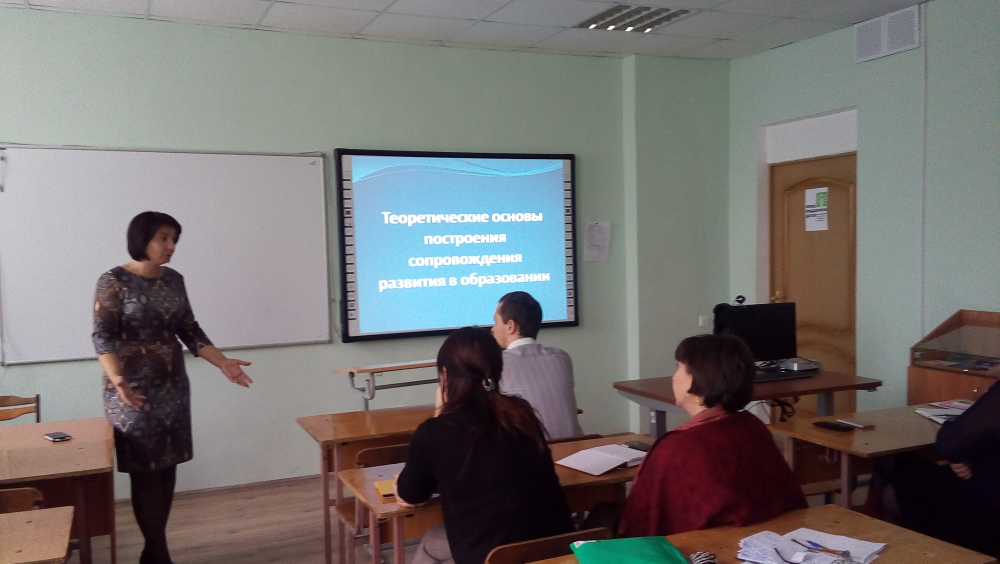 Теоретические основы
построения
сопровождения
развития в образовании